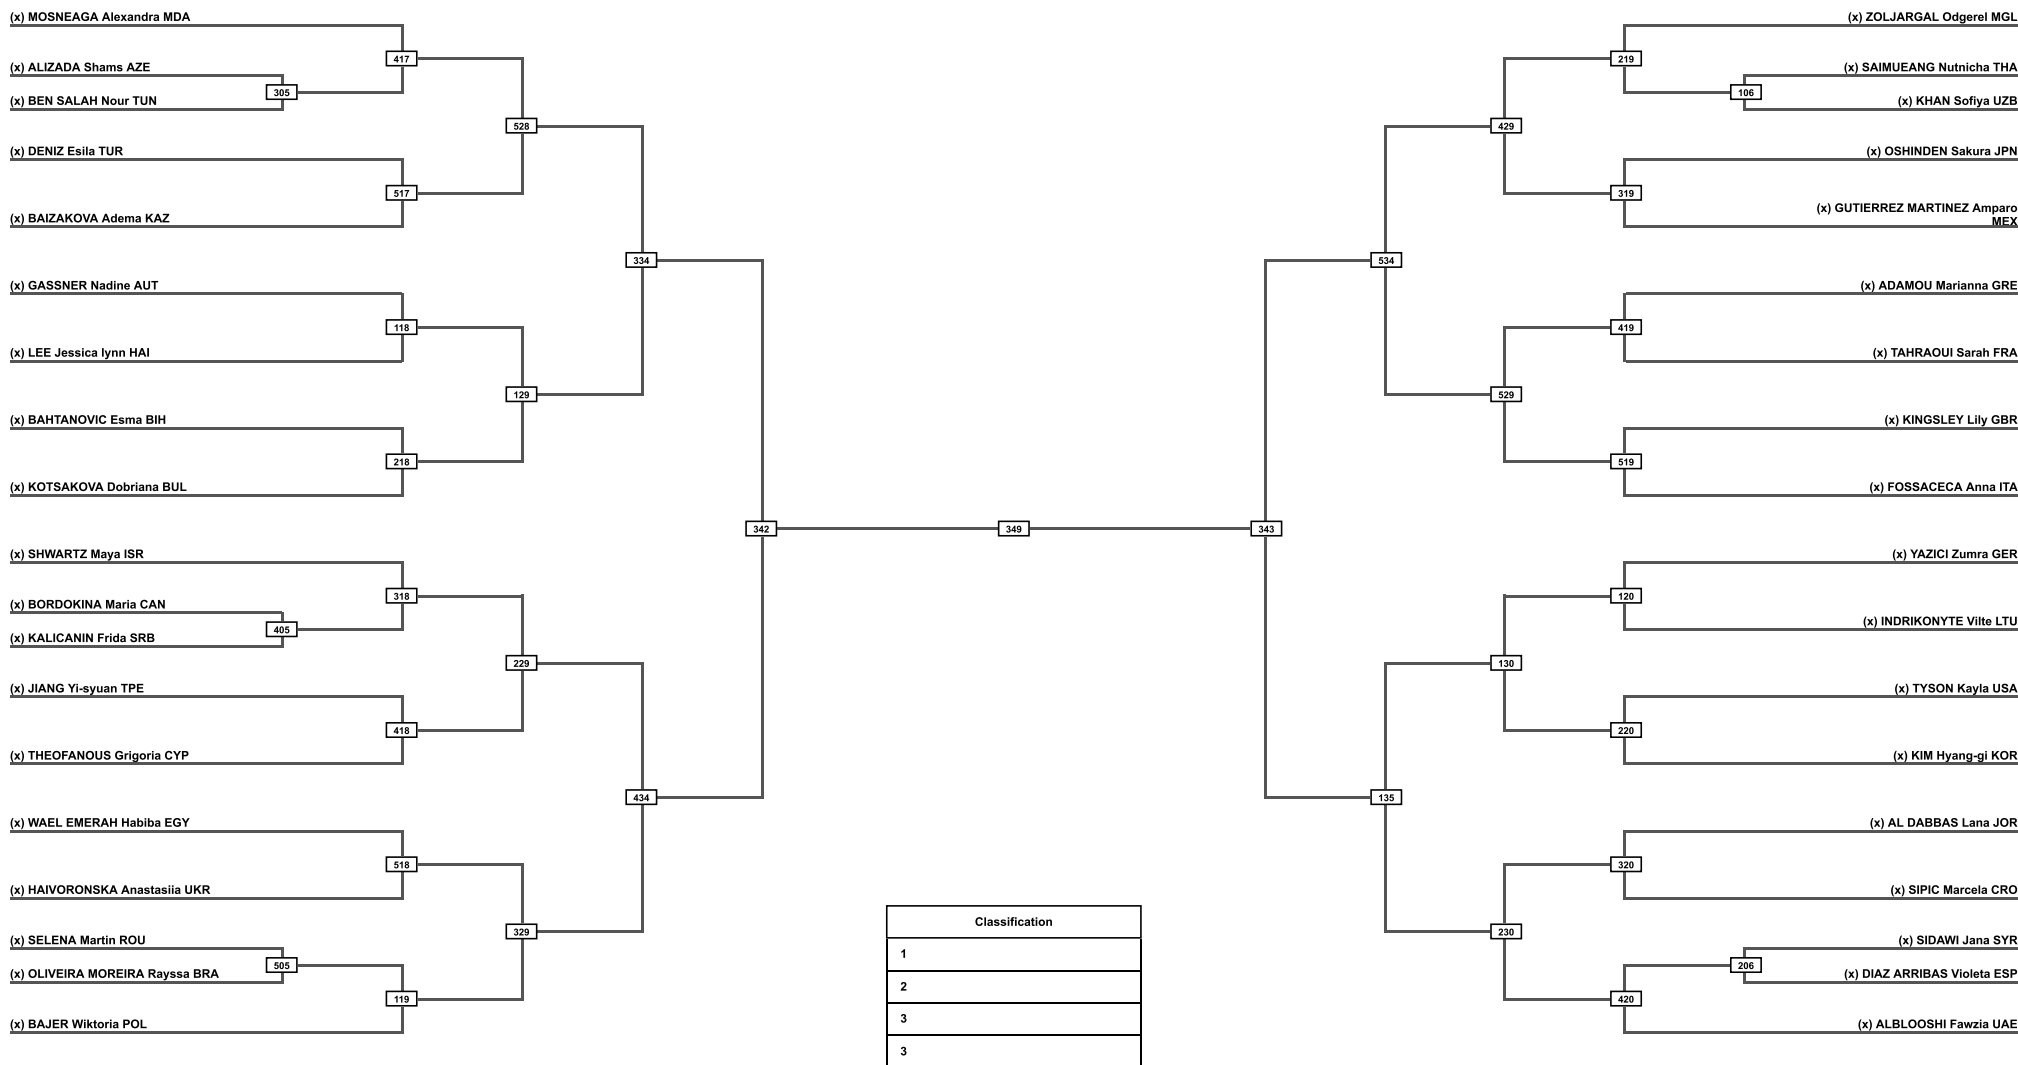 (x) MOSNEAGA Alexandra MDA
417
(x) ALIZADA Shams AZE
305
(x) BEN SALAH Nour TUN
528
(x) DENIZ Esila TUR
517
(x) BAIZAKOVA Adema KAZ
334
(x) GASSNER Nadine AUT
118
(x) LEE Jessica lynn HAI
129
(x) BAHTANOVIC Esma BIH
218
(x) KOTSAKOVA Dobriana BUL
342
(x) SHWARTZ Maya ISR
318
(x) BORDOKINA Maria CAN
405
(x) KALICANIN Frida SRB
229
(x) JIANG Yi-syuan TPE
418
(x) THEOFANOUS Grigoria CYP
434
(x) WAEL EMERAH Habiba EGY
518
(x) HAIVORONSKA Anastasiia UKR
329
(x) SELENA Martin ROU
505
(x) OLIVEIRA MOREIRA Rayssa BRA
119
(x) BAJER Wiktoria POL
349
Classification
1
2
3
3
(x) ZOLJARGAL Odgerel MGL
219
(x) SAIMUEANG Nutnicha THA
106
(x) KHAN Sofiya UZB
429
(x) OSHINDEN Sakura JPN
319
(x) GUTIERREZ MARTINEZ Amparo
MEX
534
(x) ADAMOU Marianna GRE
419
(x) TAHRAOUI Sarah FRA
529
(x) KINGSLEY Lily GBR
519
(x) FOSSACECA Anna ITA
343
(x) YAZICI Zumra GER
120
(x) INDRIKONYTE Vilte LTU
130
(x) TYSON Kayla USA
220
(x) KIM Hyang-gi KOR
135
(x) AL DABBAS Lana JOR
320
(x) SIPIC Marcela CRO
230
(x) SIDAWI Jana SYR
206
(x) DIAZ ARRIBAS Violeta ESP
420
(x) ALBLOOSHI Fawzia UAE